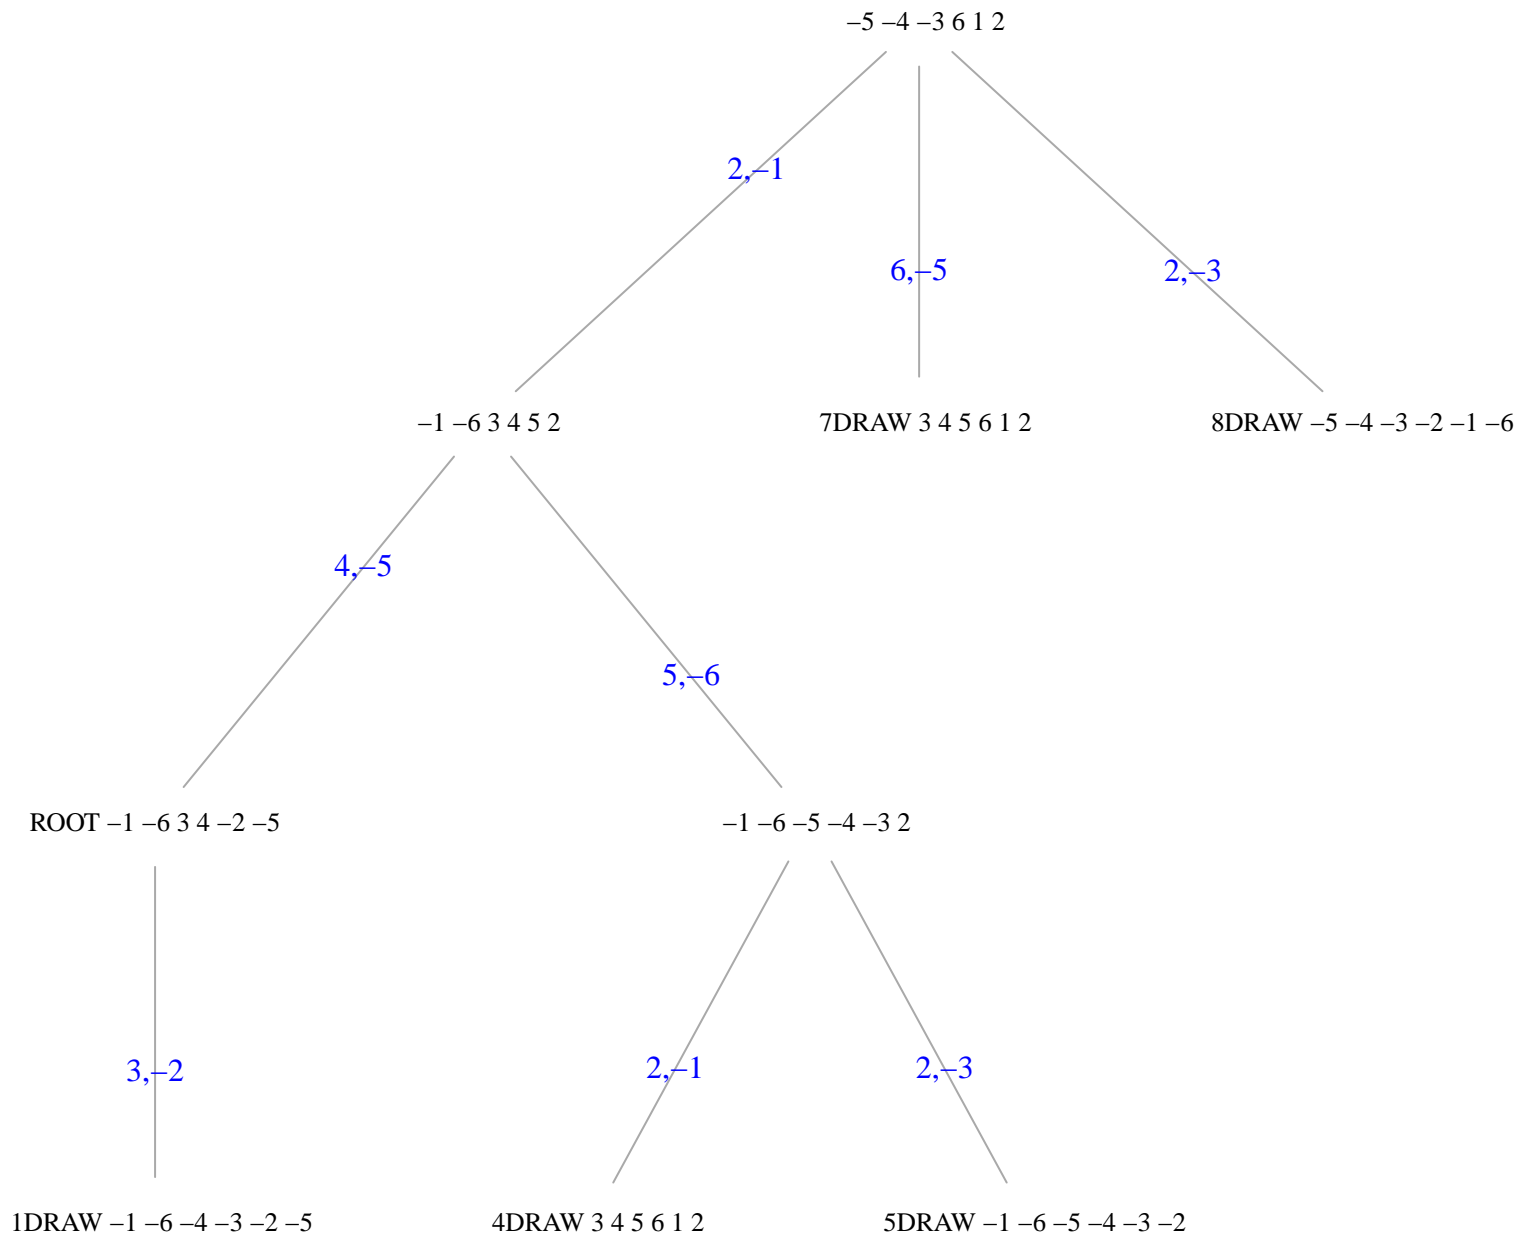 –5 –4 –3 6 1 2
2,–1
6,–5
2,–3
–1 –6 3 4 5 2
7DRAW 3 4 5 6 1 2
8DRAW –5 –4 –3 –2 –1 –6
4,–5
5,–6
ROOT –1 –6 3 4 –2 –5
–1 –6 –5 –4 –3 2
3,–2
2,–1
2,–3
1DRAW –1 –6 –4 –3 –2 –5
4DRAW 3 4 5 6 1 2
5DRAW –1 –6 –5 –4 –3 –2